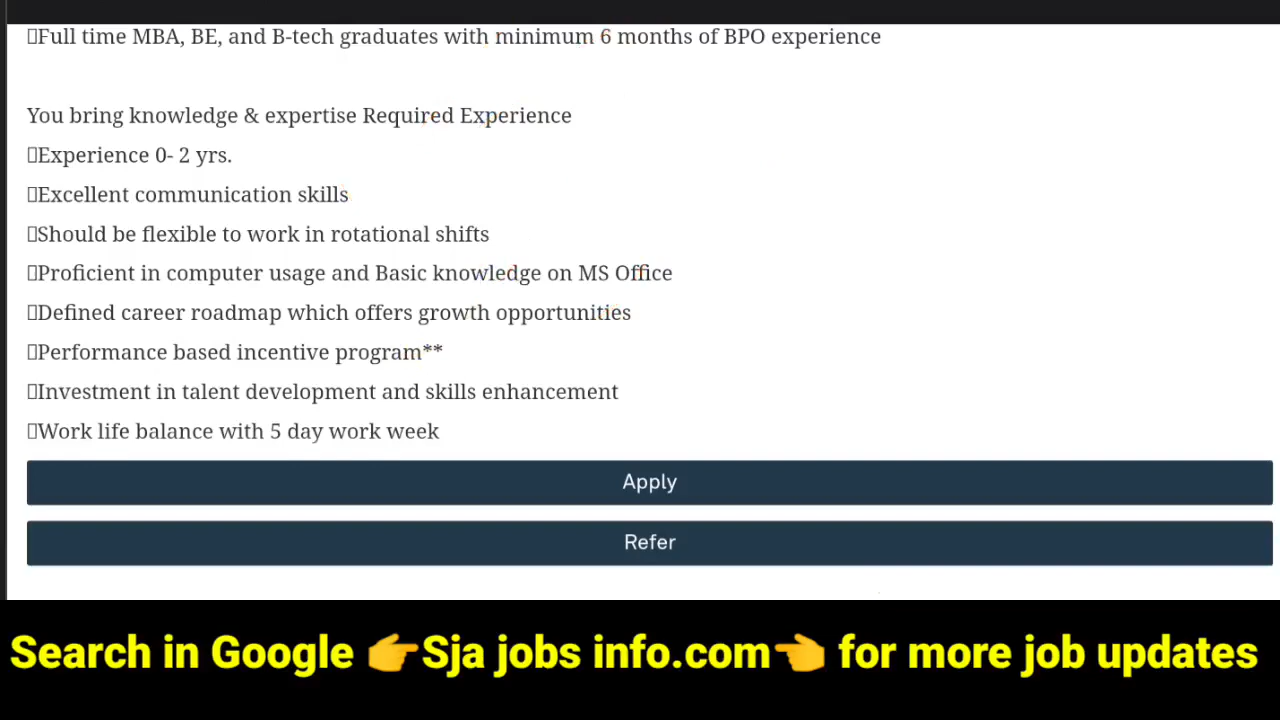 Full time MBA, BE, and B-tech graduates with minimum 6 months of BPO experience
You bring knowledge & expertise Required Experience
Experience 0- 2 yrs.
Excellent communication skills
Should be flexible to work in rotational shifts
Proficient in computer usage and Basic knowledge on MS Office
Defined career roadmap which offers growth opportunities
Performance based incentive program**
Investment in talent development and skills enhancement
Work life balance with 5 day work week
Apply
Refer
Search in Google 👉Sja jobs info.com👈 for more job updates